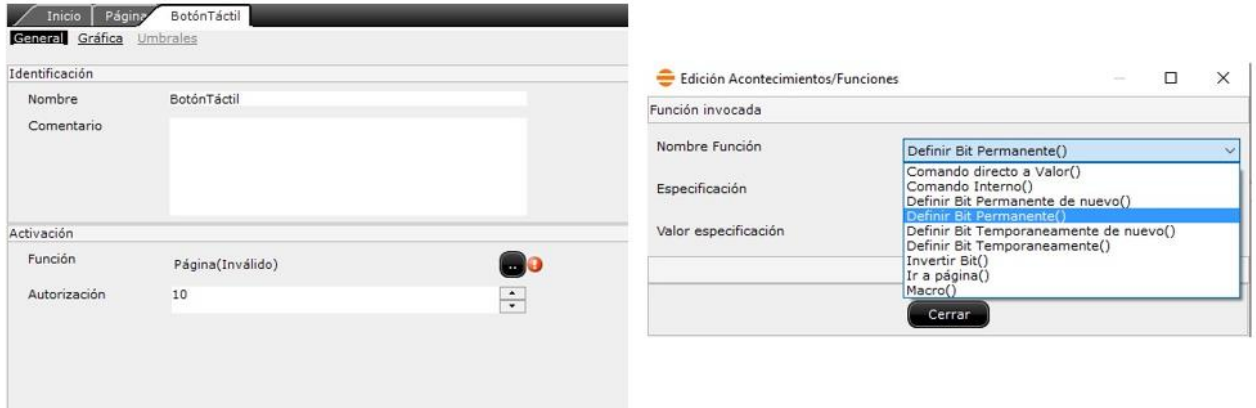 Inicio Página BotónTáctil
General Gráfica Umbrales
Identificación
Nombre BotónTáctil
Comentario
Activación
Función Página(Inválido) ..
Autorización 10
Edición Acontecimientos/Funciones
Función invocada
Nombre Función Definir Bit Permanente()
Comando directo a Valor()
Comando Interno()
Definir Bit Permanente de nuevo()
Especificación
Definir Bit Permanente()
Definir Bit Temporaneamente de nuevo()
Valor especificación
Definir Bit Temporaneamente()
Invertir Bit()
Ir a página()
Macro()
Cerrar